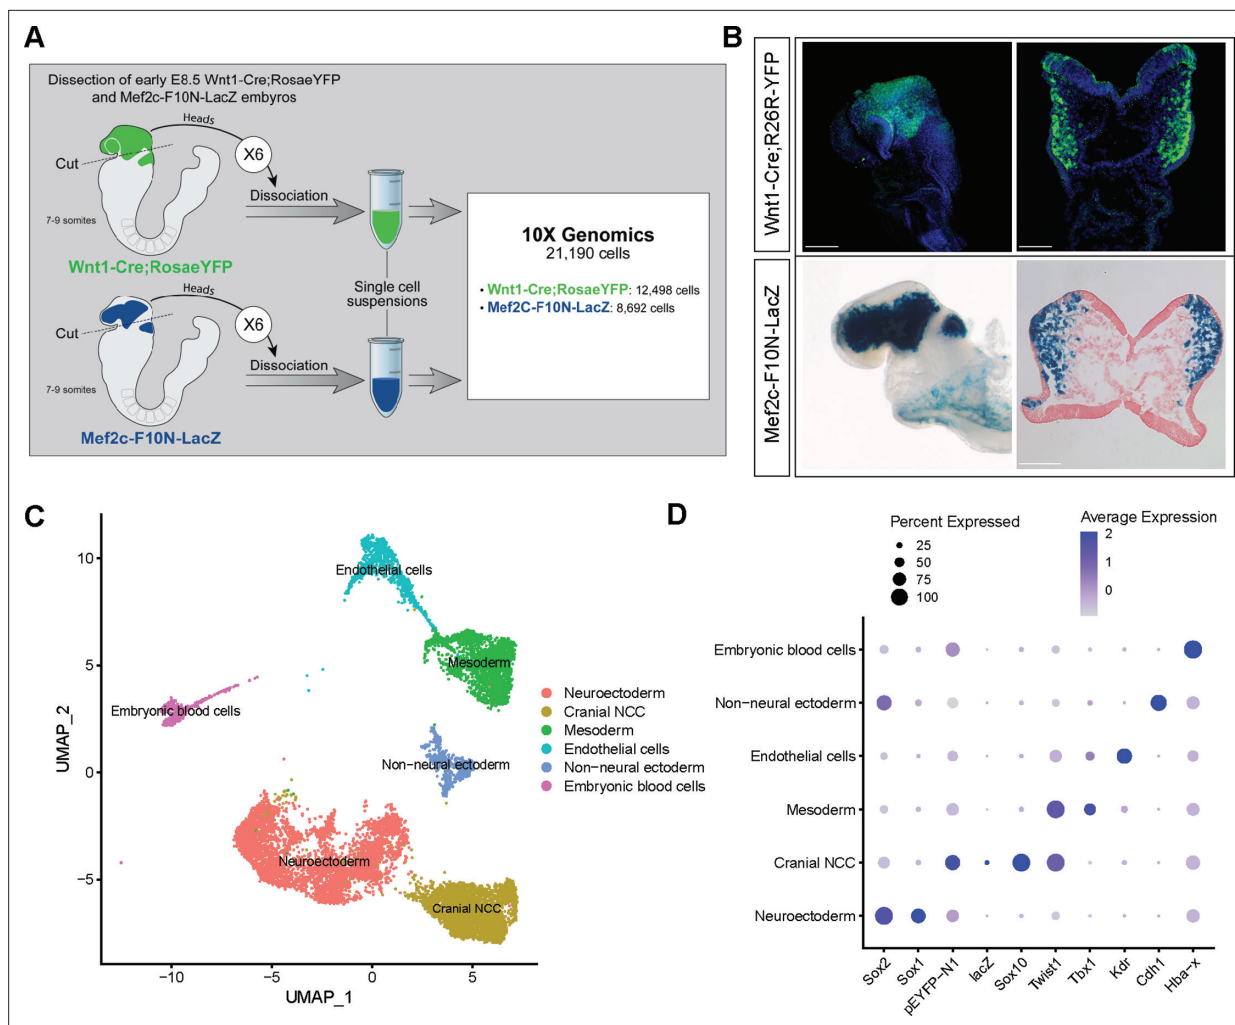 A
Dissection of early E8.5 Wnt1-Cre;RosaeYFP
and Mef2c-F10N-LacZ embyros
Heads
X6
Cut
Dissociation
7-9 somites
Wnt1-Cre;RosaeYFP
Single cell
suspensions
Heads
X6
Cut
Dissociation
7-9 somites
Mef2c-F10N-LacZ
10X Genomics
21,190 cells
• Wnt1-Cre;RosaeYFP: 12,498 cells
• Mef2C-F10N-LacZ: 8,692 cells
B
Wnt1-Cre;R26R-YFP
Mef2c-F10N-LacZ
C
UMAP_2
10
5
0
−5
−10
−5
0
5
UMAP_1
Endothelial cells
Mesoderm
Embryonic blood cells
Non−neural ectoderm
Neuroectoderm
Cranial NCC
Neuroectoderm
Cranial NCC
Mesoderm
Endothelial cells
Non−neural ectoderm
Embryonic blood cells
D
Percent Expressed
25
50
75
100
Average Expression
2
1
0
Embryonic blood cells
Non−neural ectoderm
Endothelial cells
Mesoderm
Cranial NCC
Neuroectoderm
Sox2
Sox1
pEYFP−N1
lacZ
Sox10
Twist1
Tbx1
Kdr
Cdh1
Hba−x